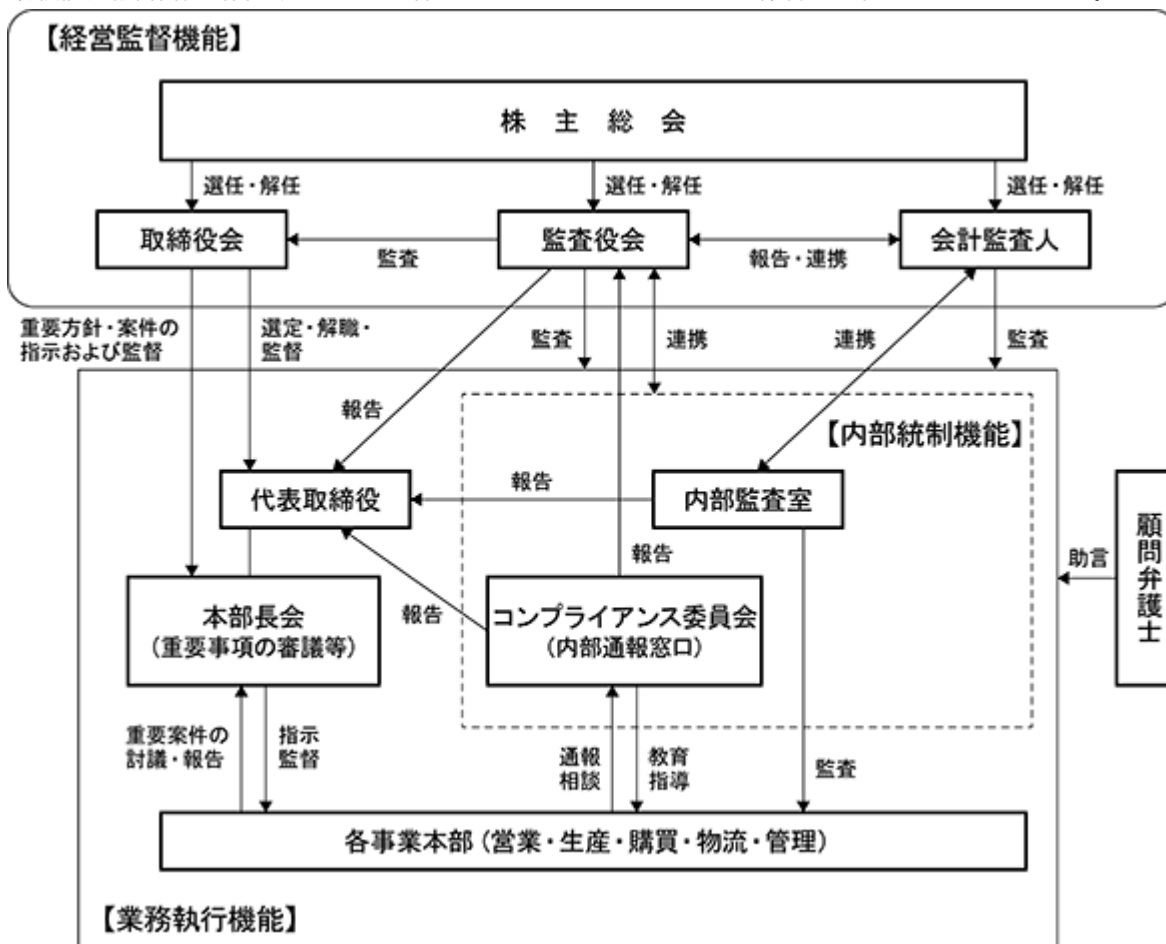 【経営監督機能】
株主総会
選任・解任
選任・解任
選任・解任
取締役会
監査
監査役会
報告・連携
会計監査人
重要方針・案件の
指示および監督
選定・解職・
監督
監査
連携
連携
監査
報告
【内部統制機能】
代表取締役
報告
内部監査室
顧問弁護士
助言
本部長会
(重要事項の審議等)
報告
報告
コンプライアンス委員会
(内部通報窓口)
重要案件の
討議・報告
指示
監督
通報
相談
教育
指導
監査
各事業本部(営業・生産・購買・物流・管理)
【業務執行機能】